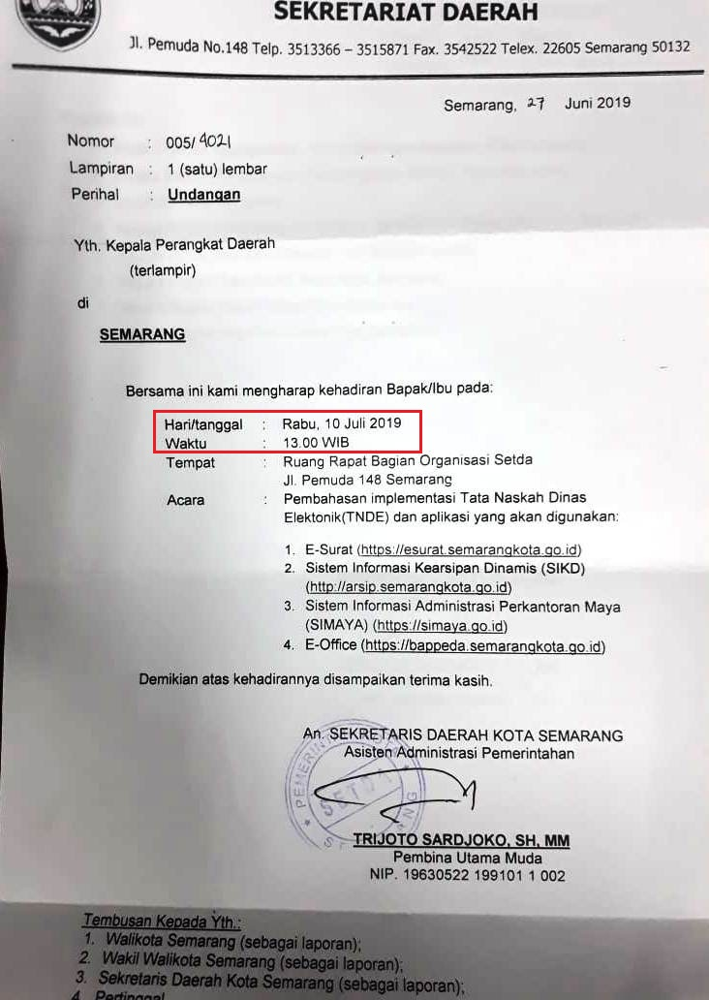 SEKRETARIAT DAERAH
Jl. Pemuda No.148 Telp. 3513366 – 3515871 Fax. 3542522 Telex. 22605 Semarang 50132
Semarang, 27 Juni 2019
Nomor : 005/4021
Lampiran : 1 (satu) lembar
Perihal : Undangan
Yth. Kepala Perangkat Daerah
(terlampir)
di
SEMARANG
Bersama ini kami mengharap kehadiran Bapak/Ibu pada:
Hari/tanggal : Rabu, 10 Juli 2019
Waktu : 13.00 WIB
Tempat : Ruang Rapat Bagian Organisasi Setda
Jl. Pemuda 148 Semarang
Acara : Pembahasan implementasi Tata Naskah Dinas
Elektonik(TNDE) dan aplikasi yang akan digunakan:
1. E-Surat (https://esurat.semarangkota.go.id)
2. Sistem Informasi Kearsipan Dinamis (SIKD)
(http://arsip.semarangkota.go.id)
3. Sistem Informasi Administrasi Perkantoran Maya
(SIMAYA) (https://simaya.go.id)
4. E-Office (https://bappeda.semarangkota.go.id)
Demikian atas kehadirannya disampaikan terima kasih.
An. SEKRETARIS DAERAH KOTA SEMARANG
Asisten Administrasi Pemerintahan
SETDA
TRIJOTO SARDJOKO, SH, MM
Pembina Utama Muda
NIP. 19630522 199101 1 002
Tembusan Kepada Yth.:
1. Walikota Semarang (sebagai laporan);
2. Wakil Walikota Semarang (sebagai laporan);
3. Sekretaris Daerah Kota Semarang (sebagai laporan);
4. Pertinggal